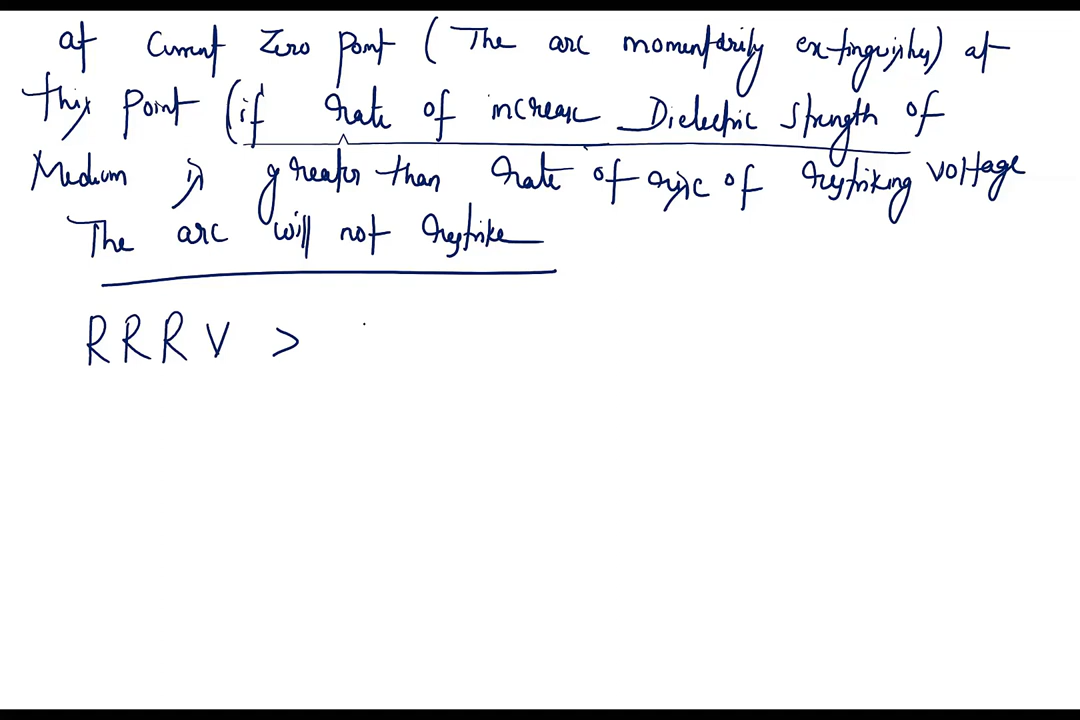 at Current Zero Point ( The arc momentarily extinguishes) at
this Point (if rate of increase Dielectric Strength of
Medium is greater than rate of rise of restriking voltage
The arc will not restrike
RRRV >